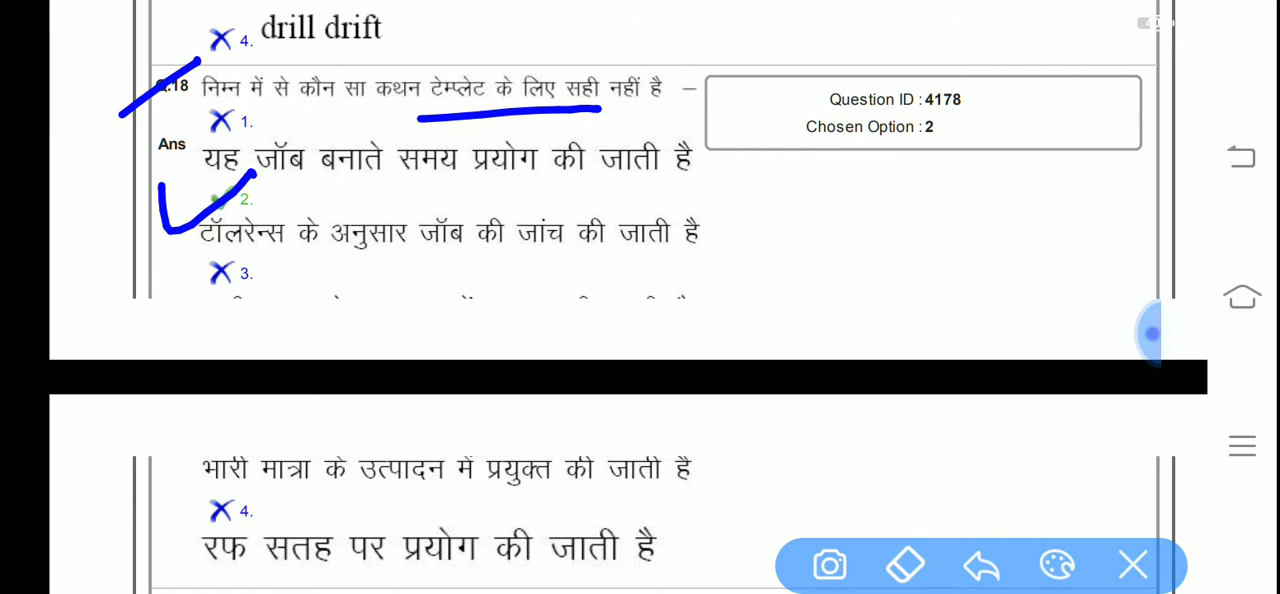 4. drill drift
Q.18 निम्न में से कौन सा कथन टेम्प्लेट के लिए सही नहीं है –
Question ID : 4178
Chosen Option : 2
Ans
1.
यह जॉब बनाते समय प्रयोग की जाती है
2.
टॉलरेन्स के अनुसार जॉब की जांच की जाती है
3.
भारी मात्रा के उत्पादन में प्रयुक्त की जाती है
4.
रफ सतह पर प्रयोग की जाती है